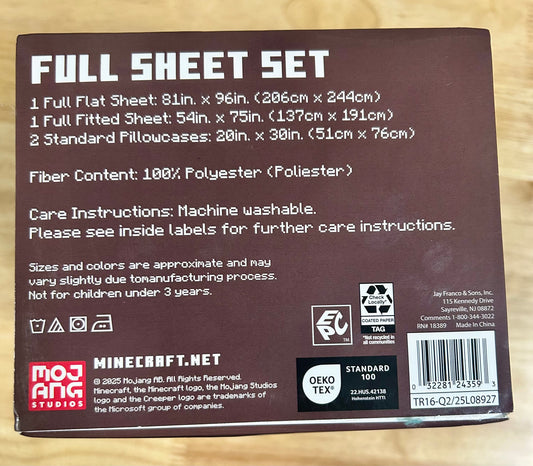 FULL SHEET SET
1 Full Flat Sheet: 81in. x 96in. (206cm x 244cm)
1 Full Fitted Sheet: 54in. x 75in. (137cm x 191cm)
2 Standard Pillowcases: 20in. x 30in. (51cm x 76cm)
Fiber Content: 100% Polyester (Poliester)
Care Instructions: Machine washable.
Please see inside labels for further care instructions.
Sizes and colors are approximate and may
vary slightly due tomanufacturing process.
Not for children under 3 years.
EPC
TM
Check
Locally*
COATED PAPER
TAG
*Not recycled in
all communities
Jay Franco & Sons, Inc.
115 Kennedy Drive
Sayreville, NJ 08872
Comments 1-800-344-3022
RN# 18389 Made In China
MOJ
ANG
STUDIOS
MINECRAFT.NET
© 2025 Mojang AB. All Rights Reserved.
Minecraft, the Minecraft logo, the Mojang Studios
logo and the Creeper logo are trademarks of
the Microsoft group of companies.
OEKO
TEX®
STANDARD
100
22.HUS.42138
Hohenstein HTTI
0 32281 24359 3
TR16-Q2/25L08927